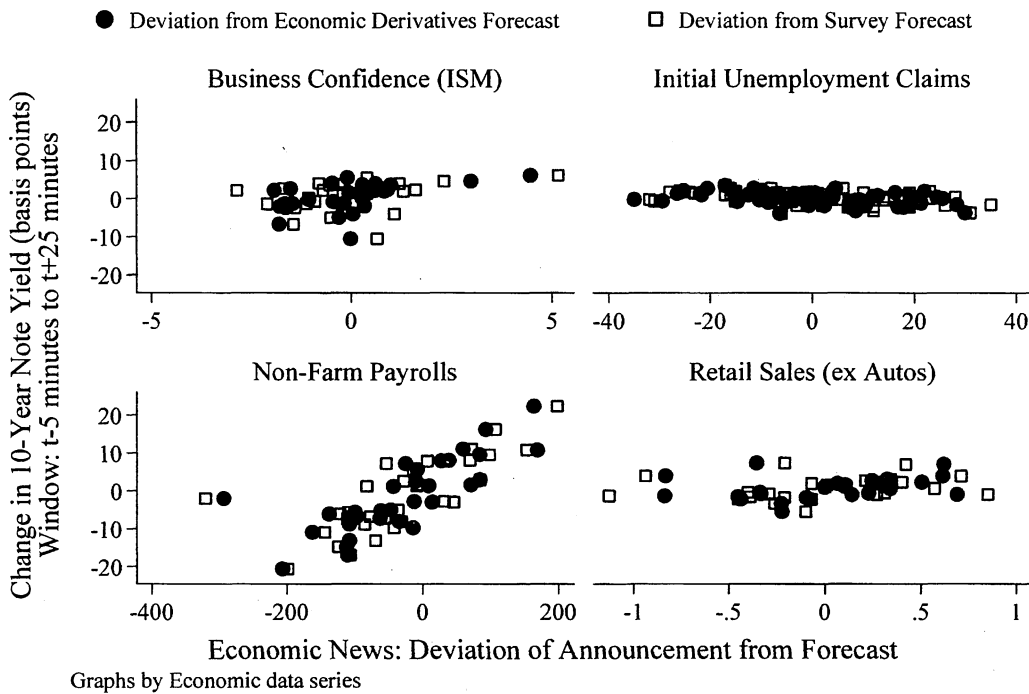 Deviation from Economic Derivatives Forecast
Deviation from Survey Forecast
Business Confidence (ISM)
Initial Unemployment Claims
20
10
0
-10
-20
-5
0
5
-40
-20
0
20
40
Non-Farm Payrolls
Retail Sales (ex Autos)
20
10
0
-10
-20
-400
-200
0
200
-1
-.5
0
.5
1
Change in 10-Year Note Yield (basis points)
Window: t-5 minutes to t+25 minutes
Economic News: Deviation of Announcement from Forecast
Graphs by Economic data series